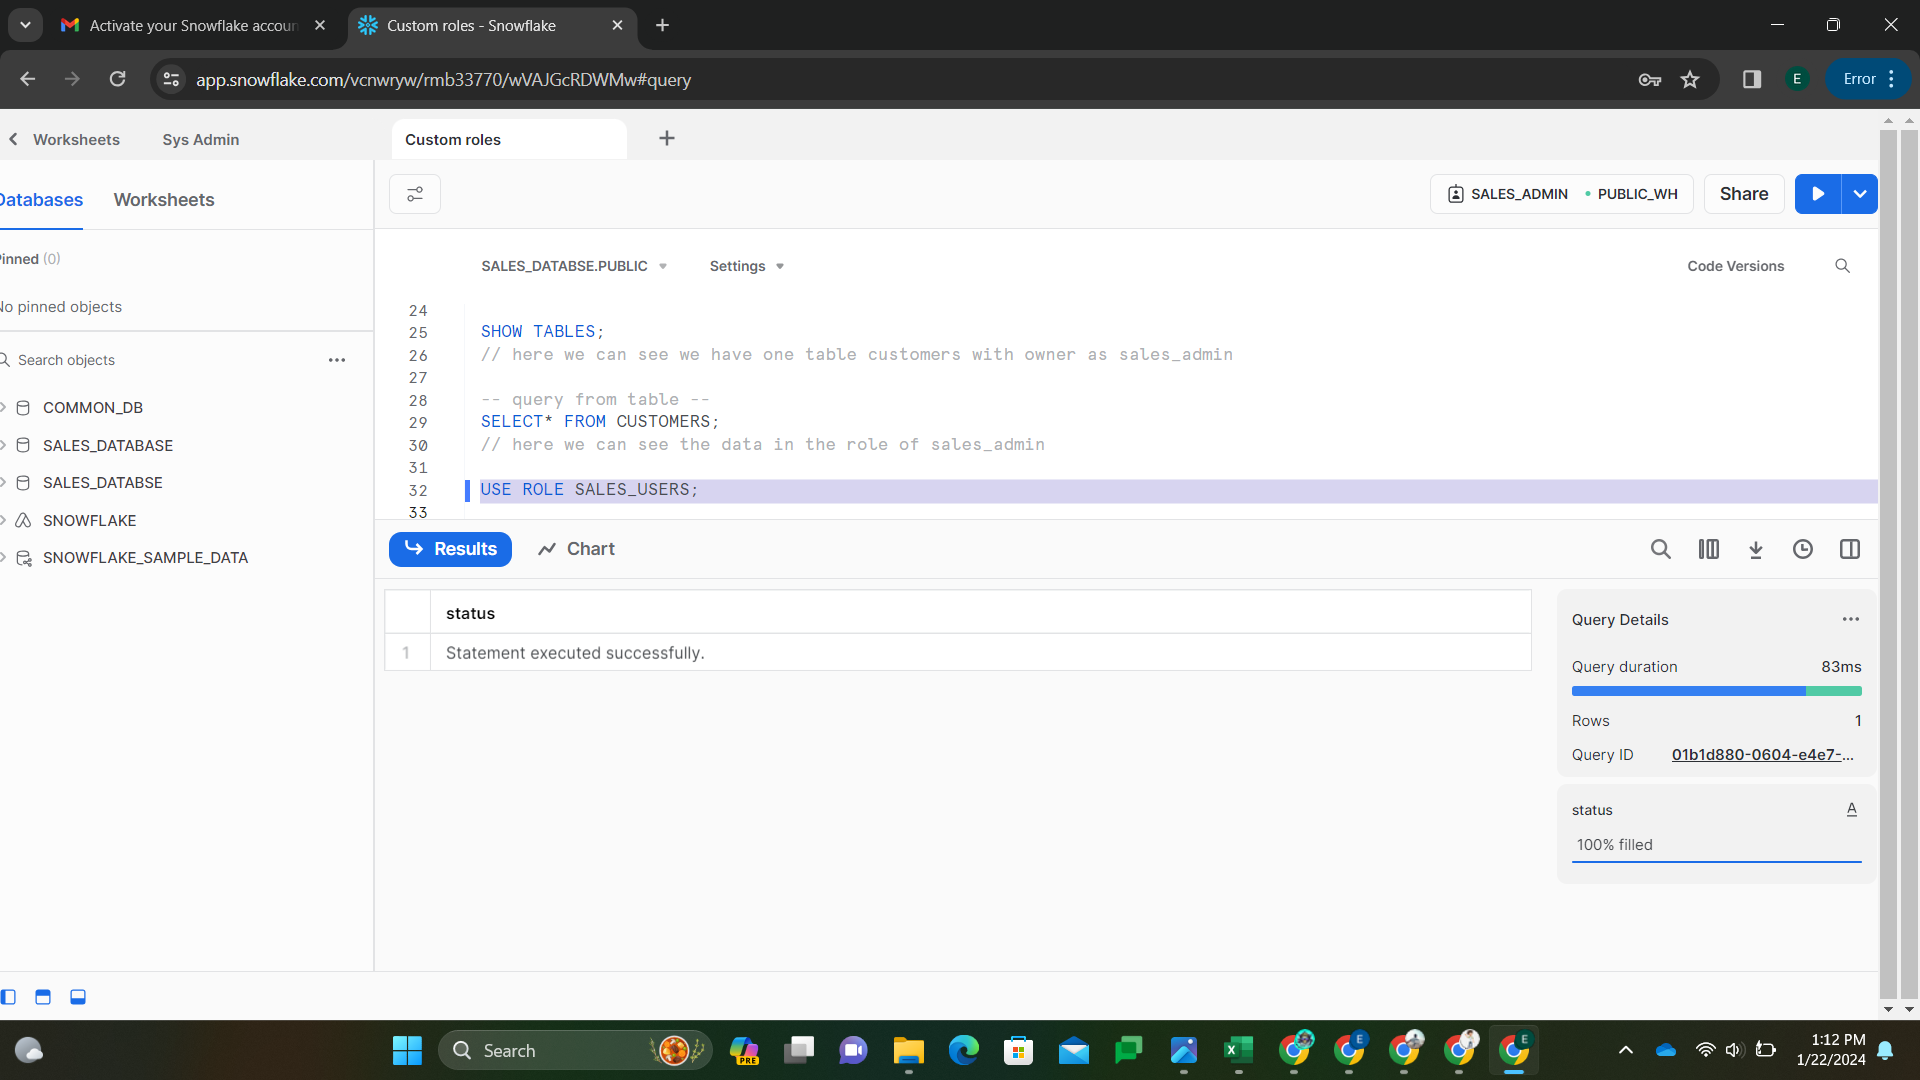 Activate your Snowflake accoun
Custom roles - Snowflake
app.snowflake.com/vcnwryw/rmb33770/wVAJGcRDWMw#query
E
Error
Worksheets
Sys Admin
Custom roles
Databases
Worksheets
SALES_ADMIN
PUBLIC_WH
Share
Pinned (0)
No pinned objects
Search objects
COMMON_DB
SALES_DATABASE
SALES_DATABSE
SNOWFLAKE
SNOWFLAKE_SAMPLE_DATA
SALES_DATABSE.PUBLIC
Settings
Code Versions
24
25 SHOW TABLES;
26 // here we can see we have one table customers with owner as sales_admin
27
28 -- query from table --
29 SELECT* FROM CUSTOMERS;
30 // here we can see the data in the role of sales_admin
31
32 USE ROLE SALES_USERS;
33
Results
Chart
status
1 Statement executed successfully.
Query Details
Query duration 83ms
Rows 1
Query ID 01b1d880-0604-e4e7-...
status A
100% filled
Search
PRE
E
E
1:12 PM
1/22/2024